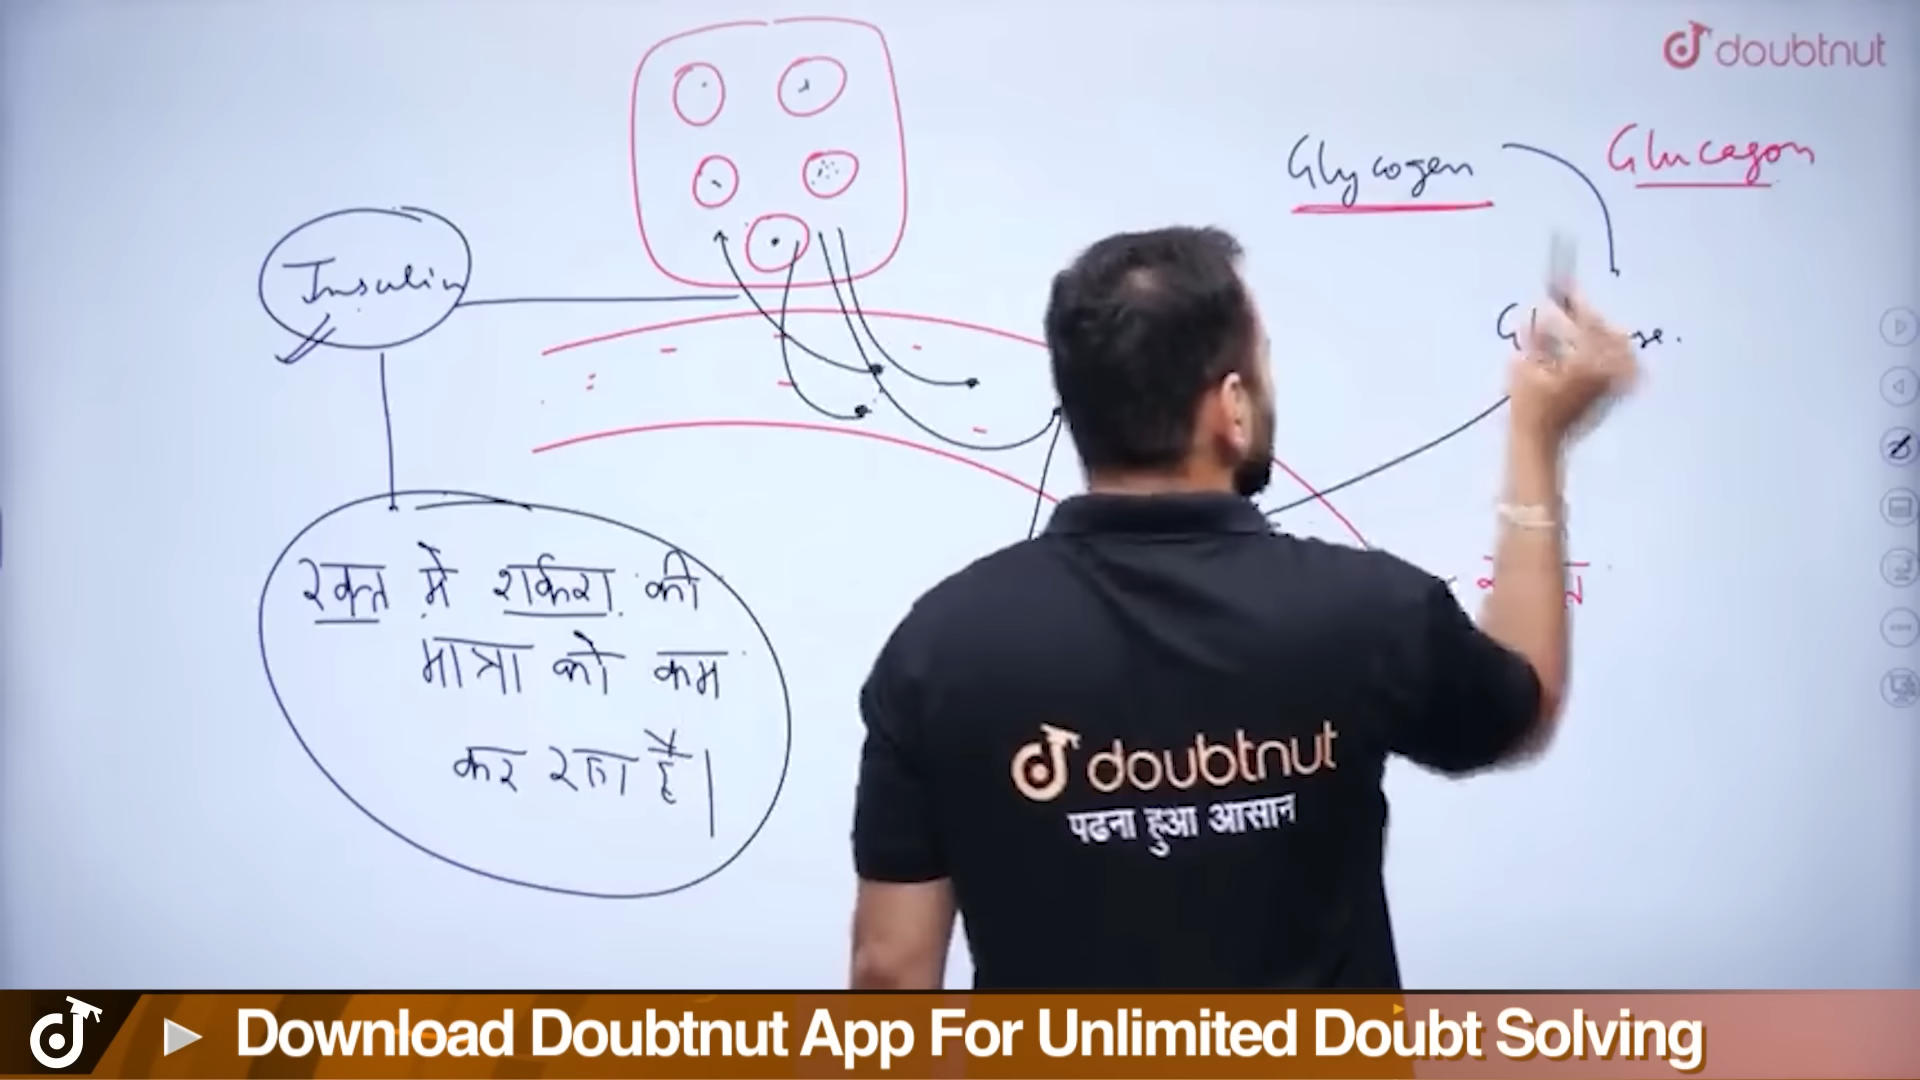 doubtnut
Glycogen
Glucagon
Insulin
रक्त में शर्करा की
मात्रा को कम
कर रहा है।
doubtnut
पढना हुआ आसान
Download Doubtnut App For Unlimited Doubt Solving